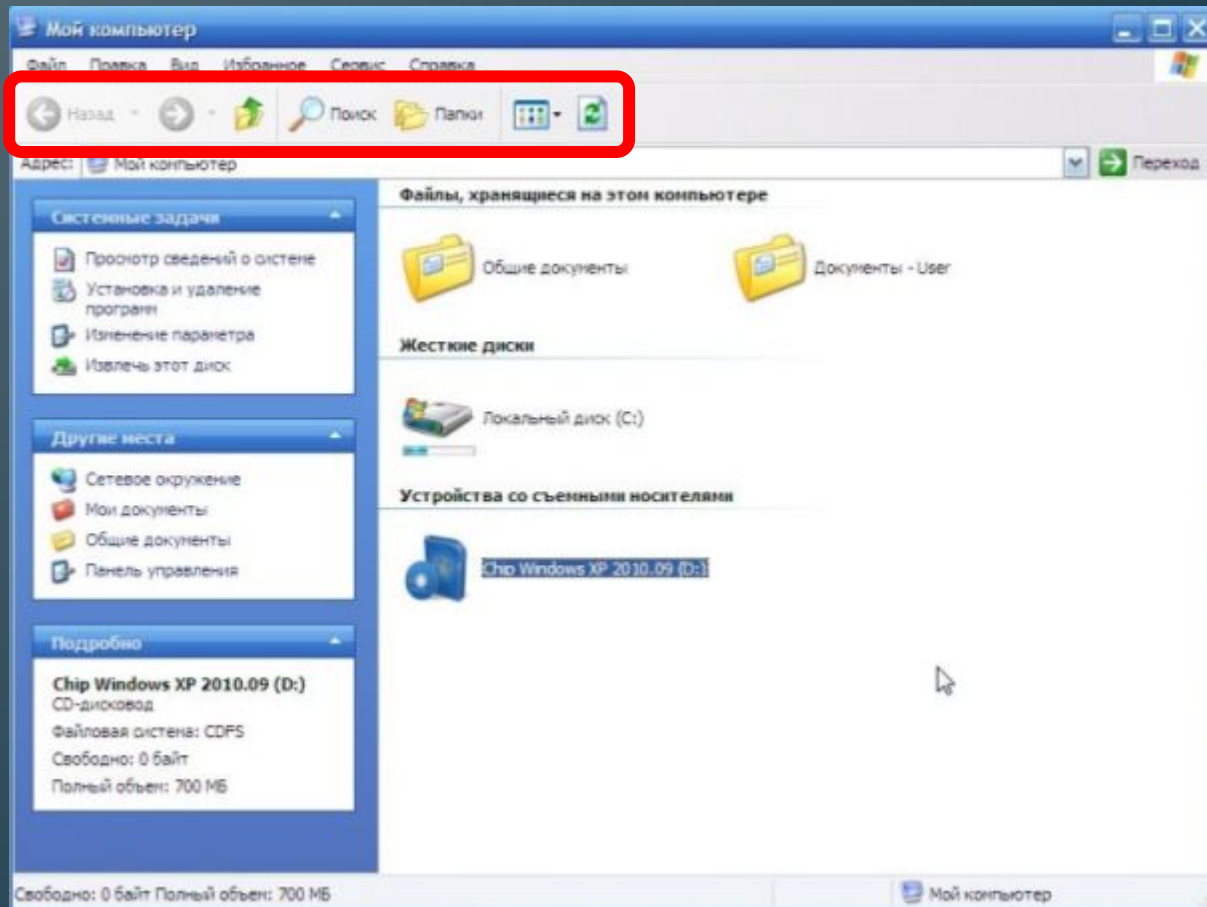 Мой компьютер
Файл Правка Вид Избранное Сервис Справка
Назад Поиск Папки
Адрес: Мой компьютер Переход
Системные задачи
Просмотр сведений о системе
Установка и удаление
программ
Изменение параметра
Извлечь этот диск
Другие места
Сетевое окружение
Мои документы
Общие документы
Панель управления
Подробно
Chip Windows XP 2010.09 (D:)
CD-дисковод
Файловая система: CDFS
Свободно: 0 байт
Полный объем: 700 МБ
Файлы, хранящиеся на этом компьютере
Общие документы
Документы - User
Жесткие диски
Локальный диск (C:)
Устройства со съемными носителями
Chip Windows XP 2010.09 (D:)
Свободно: 0 байт Полный объем: 700 МБ
Мой компьютер